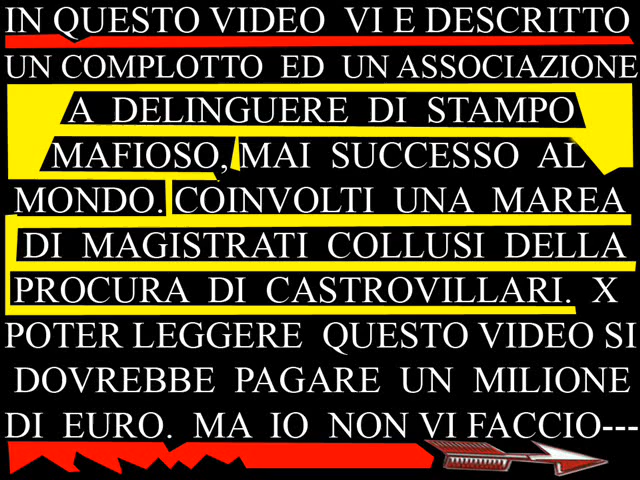 IN QUESTO VIDEO VI E DESCRITTO
UN COMPLOTTO ED UN ASSOCIAZIONE
A DELINGUERE DI STAMPO
MAFIOSO, MAI SUCCESSO AL
MONDO. COINVOLTI UNA MAREA
DI MAGISTRATI COLLUSI DELLA
PROCURA DI CASTROVILLARI. X
POTER LEGGERE QUESTO VIDEO SI
DOVREBBE PAGARE UN MILIONE
DI EURO. MA IO NON VI FACCIO---